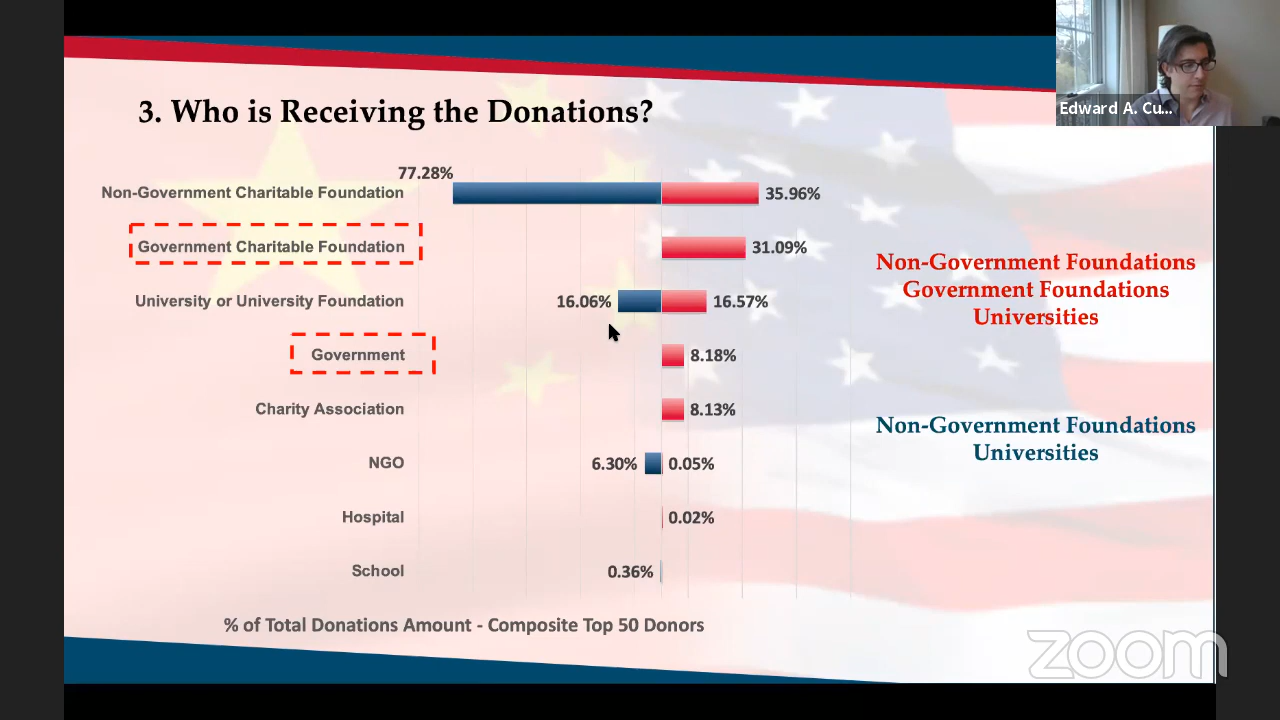 Edward A. Cu...
3. Who is Receiving the Donations?
77.28%
Non-Government Charitable Foundation
35.96%
Government Charitable Foundation
31.09%
University or University Foundation
16.06%
16.57%
Government
8.18%
Charity Association
8.13%
NGO
6.30%
0.05%
Hospital
0.02%
School
0.36%
Non-Government Foundations
Government Foundations
Universities
Non-Government Foundations
Universities
% of Total Donations Amount - Composite Top 50 Donors
zoom